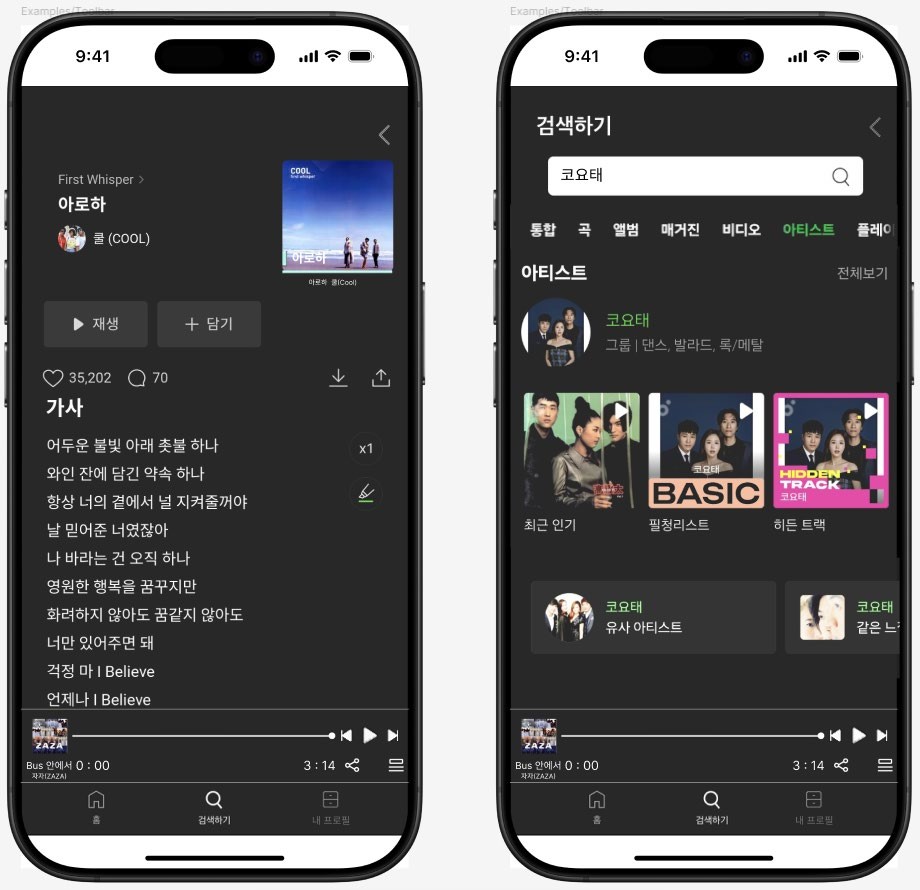 Examples/Toolbar
9:41
First Whisper
아로하
쿨 (COOL)
COOL
first whisper
아로하
아로하 쿨(Cool)
재생
담기
35,202
70
가사
어두운 불빛 아래 촛불 하나
와인 잔에 담긴 약속 하나
항상 너의 곁에서 널 지켜줄꺼야
날 믿어준 너였잖아
나 바라는 건 오직 하나
영원한 행복을 꿈꾸지만
화려하지 않아도 꿈같지 않아도
너만 있어주면 돼
걱정 마 I Believe
언제나 I Believe
x1
ZAZA
Bus 안에서 0 : 00
3 : 14
자자(ZAZA)
홈
검색하기
내 프로필
Examples/Toolbar
9:41
검색하기
코요태
통합 곡 앨범 매거진 비디오 아티스트 플레이
아티스트
전체보기
코요태
그룹 | 댄스, 발라드, 록/메탈
코요태
BASIC
HIDDEN
TRACK
코요태
최근 인기
필청리스트
히든 트랙
코요태
유사 아티스트
코요태
같은 느
ZAZA
Bus 안에서 0 : 00
3 : 14
자자(ZAZA)
홈
검색하기
내 프로필